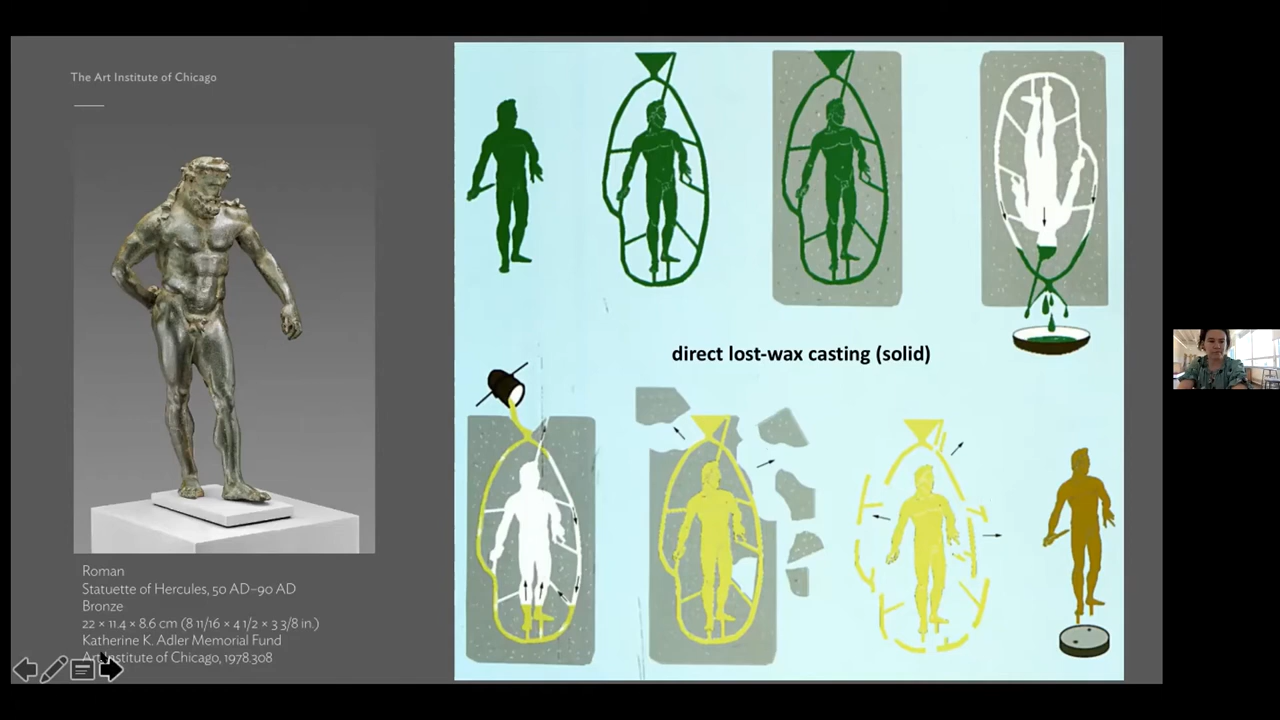 The Art Institute of Chicago
Roman
Statuette of Hercules, 50 AD–90 AD
Bronze
22 × 11.4 × 8.6 cm (8 11/16 × 4 1/2 × 3 3/8 in.)
Katherine K. Adler Memorial Fund
Art Institute of Chicago, 1978.308
direct lost-wax casting (solid)